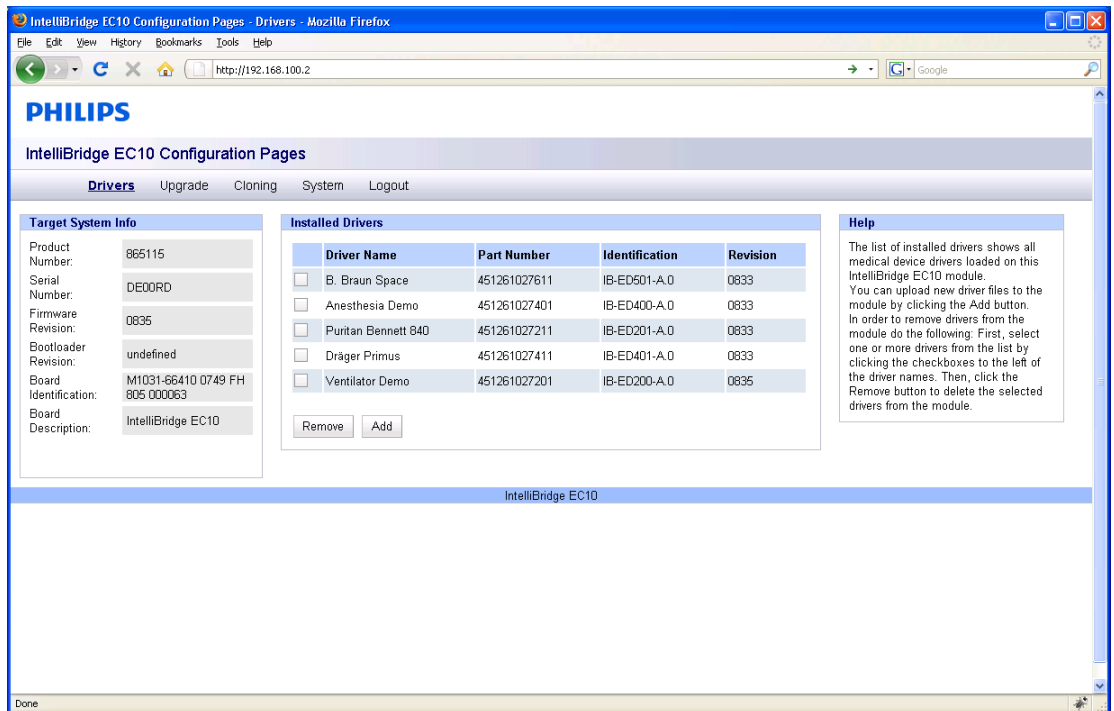 IntelliBridge EC10 Configuration Pages - Drivers - Mozilla Firefox
File Edit View History Bookmarks Tools Help
http://192.168.100.2
G Google
PHILIPS
IntelliBridge EC10 Configuration Pages
Drivers Upgrade Cloning System Logout
Target System Info
Product
Number:
865115
Serial
Number:
DE00RD
Firmware
Revision:
0835
Bootloader
Revision:
undefined
Board
Identification:
M1031-66410 0749 FH
805 000063
Board
Description:
IntelliBridge EC10
Installed Drivers
Driver Name Part Number Identification Revision
B. Braun Space 451261027611 IB-ED501-A.0 0833
Anesthesia Demo 451261027401 IB-ED400-A.0 0833
Puritan Bennett 840 451261027211 IB-ED201-A.0 0833
Dräger Primus 451261027411 IB-ED401-A.0 0833
Ventilator Demo 451261027201 IB-ED200-A.0 0835
Remove Add
Help
The list of installed drivers shows all
medical device drivers loaded on this
IntelliBridge EC10 module.
You can upload new driver files to the
module by clicking the Add button.
In order to remove drivers from the
module do the following: First, select
one or more drivers from the list by
clicking the checkboxes to the left of
the driver names. Then, click the
Remove button to delete the selected
drivers from the module.
IntelliBridge EC10
Done